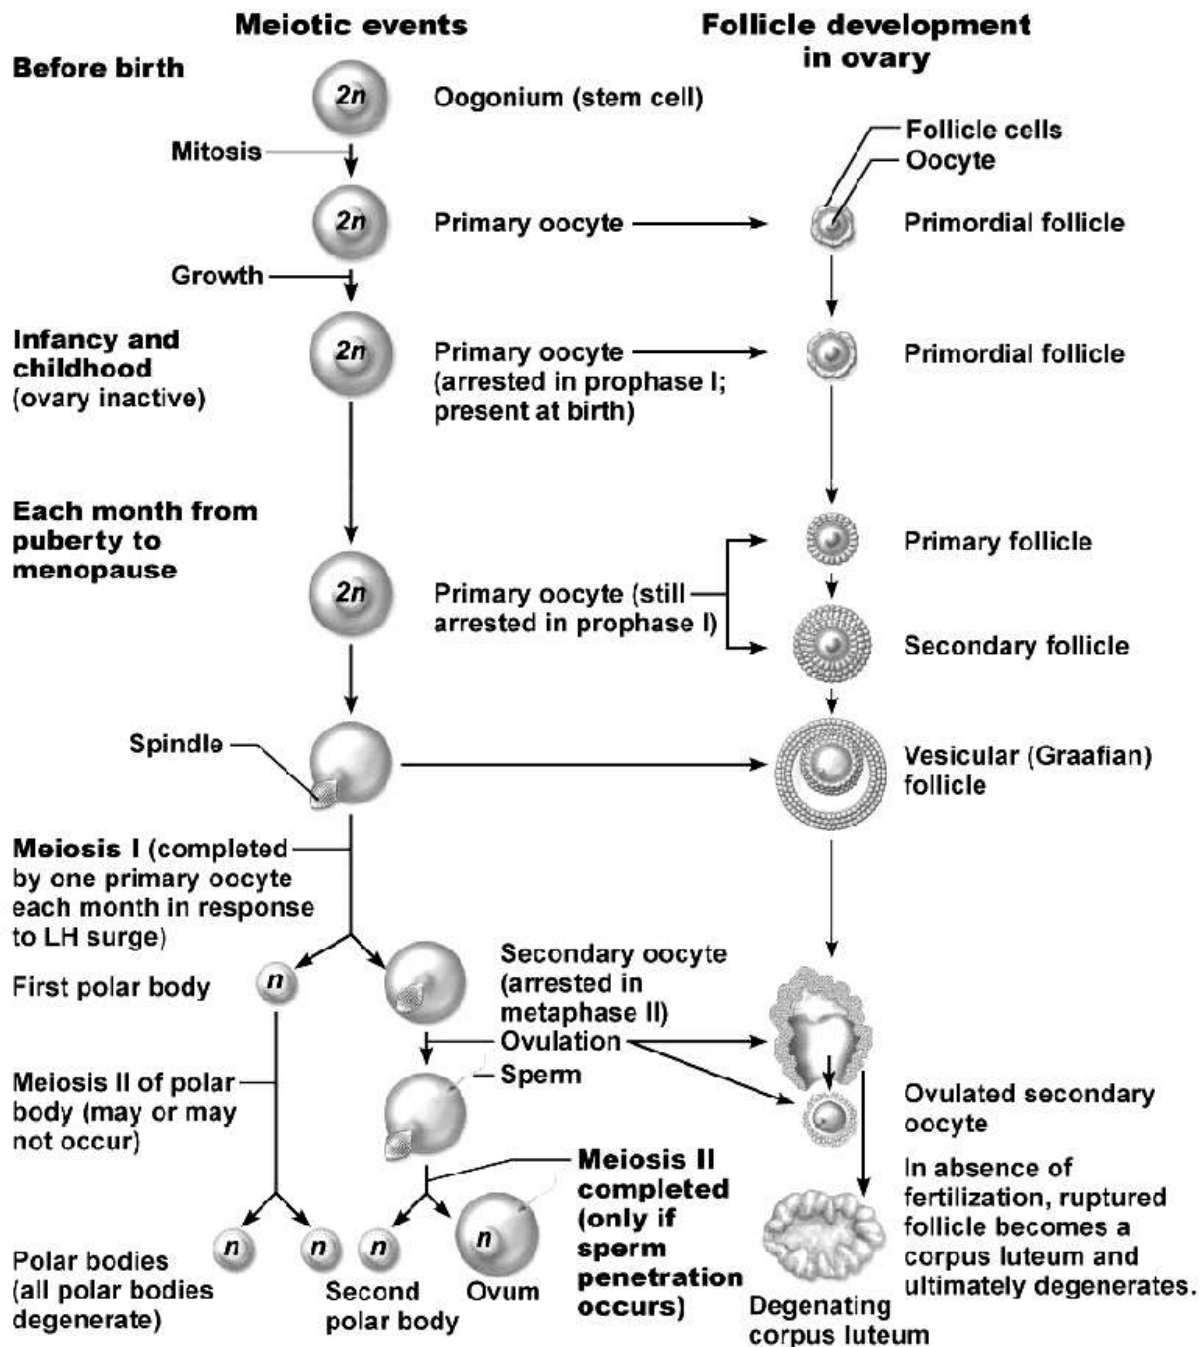 Meiotic events
Follicle development
in ovary
Before birth
2n
Oogonium (stem cell)
Follicle cells
Oocyte
Mitosis
2n
Primary oocyte
Primordial follicle
Growth
Infancy and
childhood
(ovary inactive)
2n
Primary oocyte
(arrested in prophase I;
present at birth)
Primordial follicle
Each month from
puberty to
menopause
2n
Primary oocyte (still
arrested in prophase I)
Primary follicle
Secondary follicle
Spindle
Vesicular (Graafian)
follicle
Meiosis I (completed
by one primary oocyte
each month in response
to LH surge)
First polar body
n
Secondary oocyte
(arrested in
metaphase II)
Ovulation
Sperm
Meiosis II of polar
body (may or may
not occur)
Ovulated secondary
oocyte
Meiosis II
completed
(only if
sperm
penetration
occurs)
In absence of
fertilization, ruptured
follicle becomes a
corpus luteum and
ultimately degenerates.
n
n
n
n
Polar bodies
(all polar bodies
degenerate)
Second
polar body
Ovum
Degenating
corpus luteum